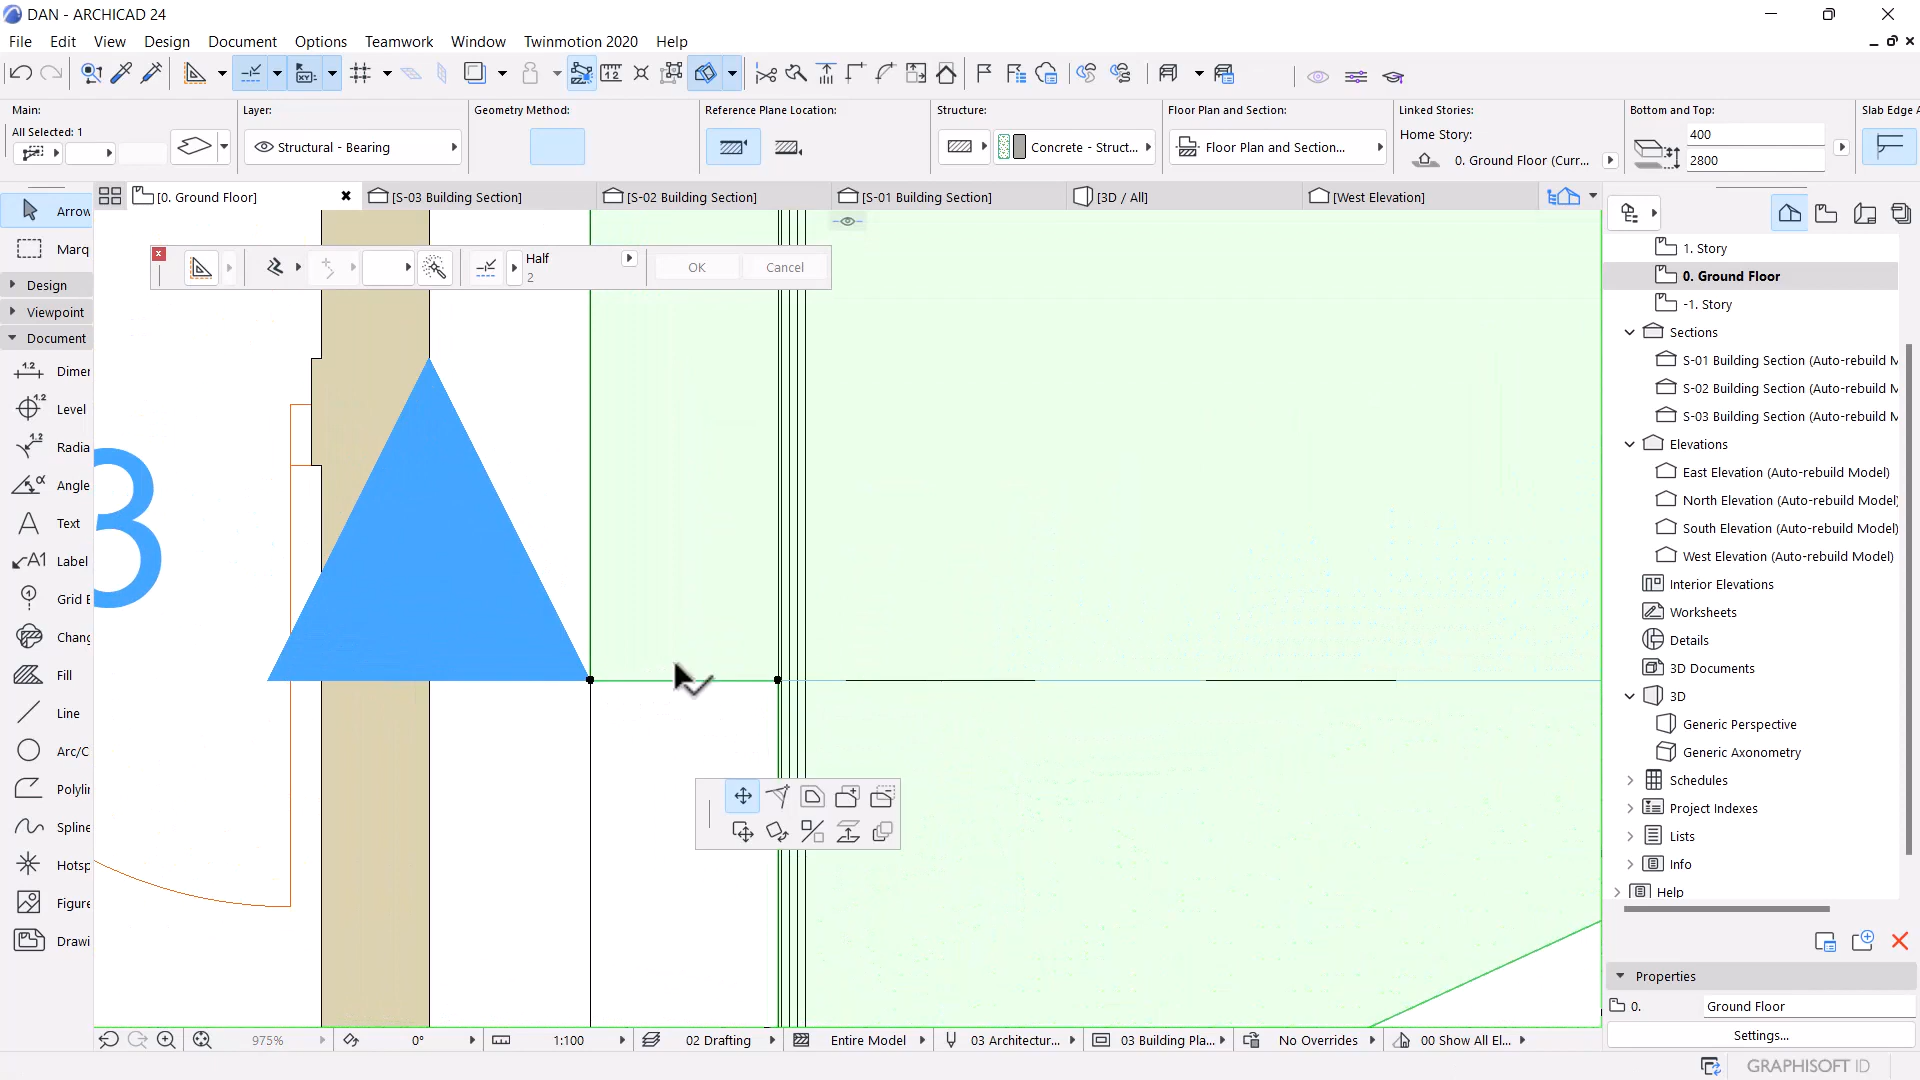 DAN - ARCHICAD 24
File Edit View Design Document Options Teamwork Window Twinmotion 2020 Help
Main:
All Selected: 1
Layer:
Structural - Bearing
Geometry Method:
Reference Plane Location:
Structure:
Concrete - Struct...
Floor Plan and Section:
Floor Plan and Section...
Linked Stories:
Home Story:
0. Ground Floor (Curr...
Bottom and Top:
400
2800
Slab Edge A
[0. Ground Floor]
[S-03 Building Section]
[S-02 Building Section]
[S-01 Building Section]
[3D / All]
[West Elevation]
Arrow
Marq
Design
Viewpoint
Document
Dimer
Level
Radia
Angle
Text
Label
Grid E
Chang
Fill
Line
Arc/C
Polylin
Spline
Hotsp
Figure
Drawi
Half
2
OK
Cancel
3
1. Story
0. Ground Floor
-1. Story
Sections
S-01 Building Section (Auto-rebuild M
S-02 Building Section (Auto-rebuild M
S-03 Building Section (Auto-rebuild M
Elevations
East Elevation (Auto-rebuild Model)
North Elevation (Auto-rebuild Model)
South Elevation (Auto-rebuild Model)
West Elevation (Auto-rebuild Model)
Interior Elevations
Worksheets
Details
3D Documents
3D
Generic Perspective
Generic Axonometry
Schedules
Project Indexes
Lists
Info
Help
Properties
0. Ground Floor
Settings...
975%
0°
1:100
02 Drafting
Entire Model
03 Architectur...
03 Building Pla...
No Overrides
00 Show All El...
GRAPHISOFT ID